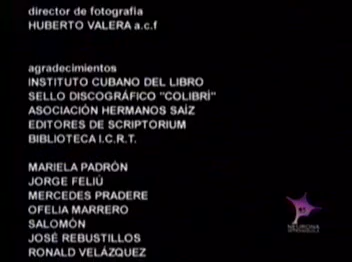 director de fotografía
HUBERTO VALERA a.c.f
agradecimientos
INSTITUTO CUBANO DEL LIBRO
SELLO DISCOGRÁFICO "COLIBRÍ"
ASOCIACIÓN HERMANOS SAÍZ
EDITORES DE SCRIPTORIUM
BIBLIOTECA I.C.R.T.
MARIELA PADRÓN
JORGE FELIÚ
MERCEDES PRADERE
OFELIA MARRERO
SALOMÓN
JOSÉ REBUSTILLOS
RONALD VELÁZQUEZ
NEURONA